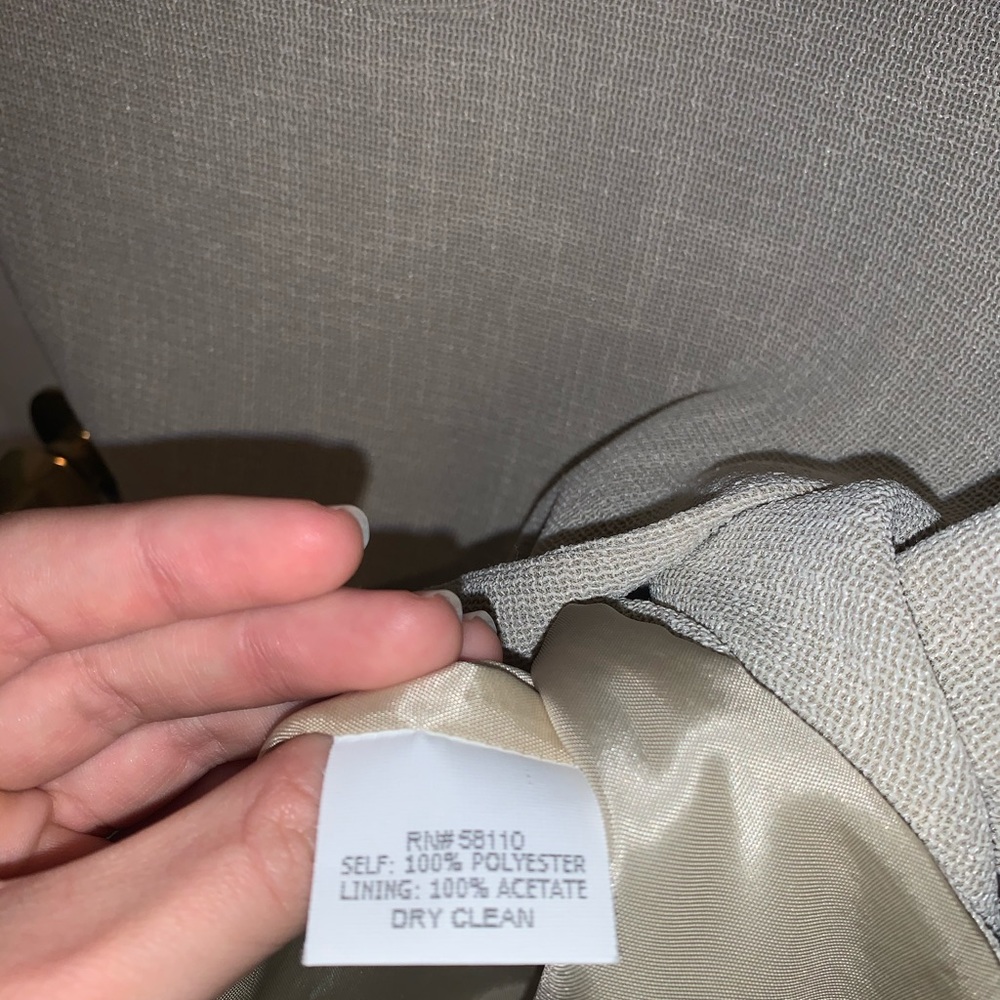 RN# 58110
SELF: 100% POLYESTER
LINING: 100% ACETATE
DRY CLEAN